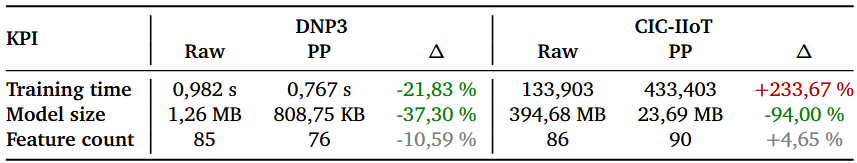 KPI DNP3 CIC-IIoT
Raw PP Δ Raw PP Δ
Training time 0,982 s 0,767 s -21,83 % 133,903 433,403 +233,67 %
Model size 1,26 MB 808,75 KB -37,30 % 394,68 MB 23,69 MB -94,00 %
Feature count 85 76 -10,59 % 86 90 +4,65 %